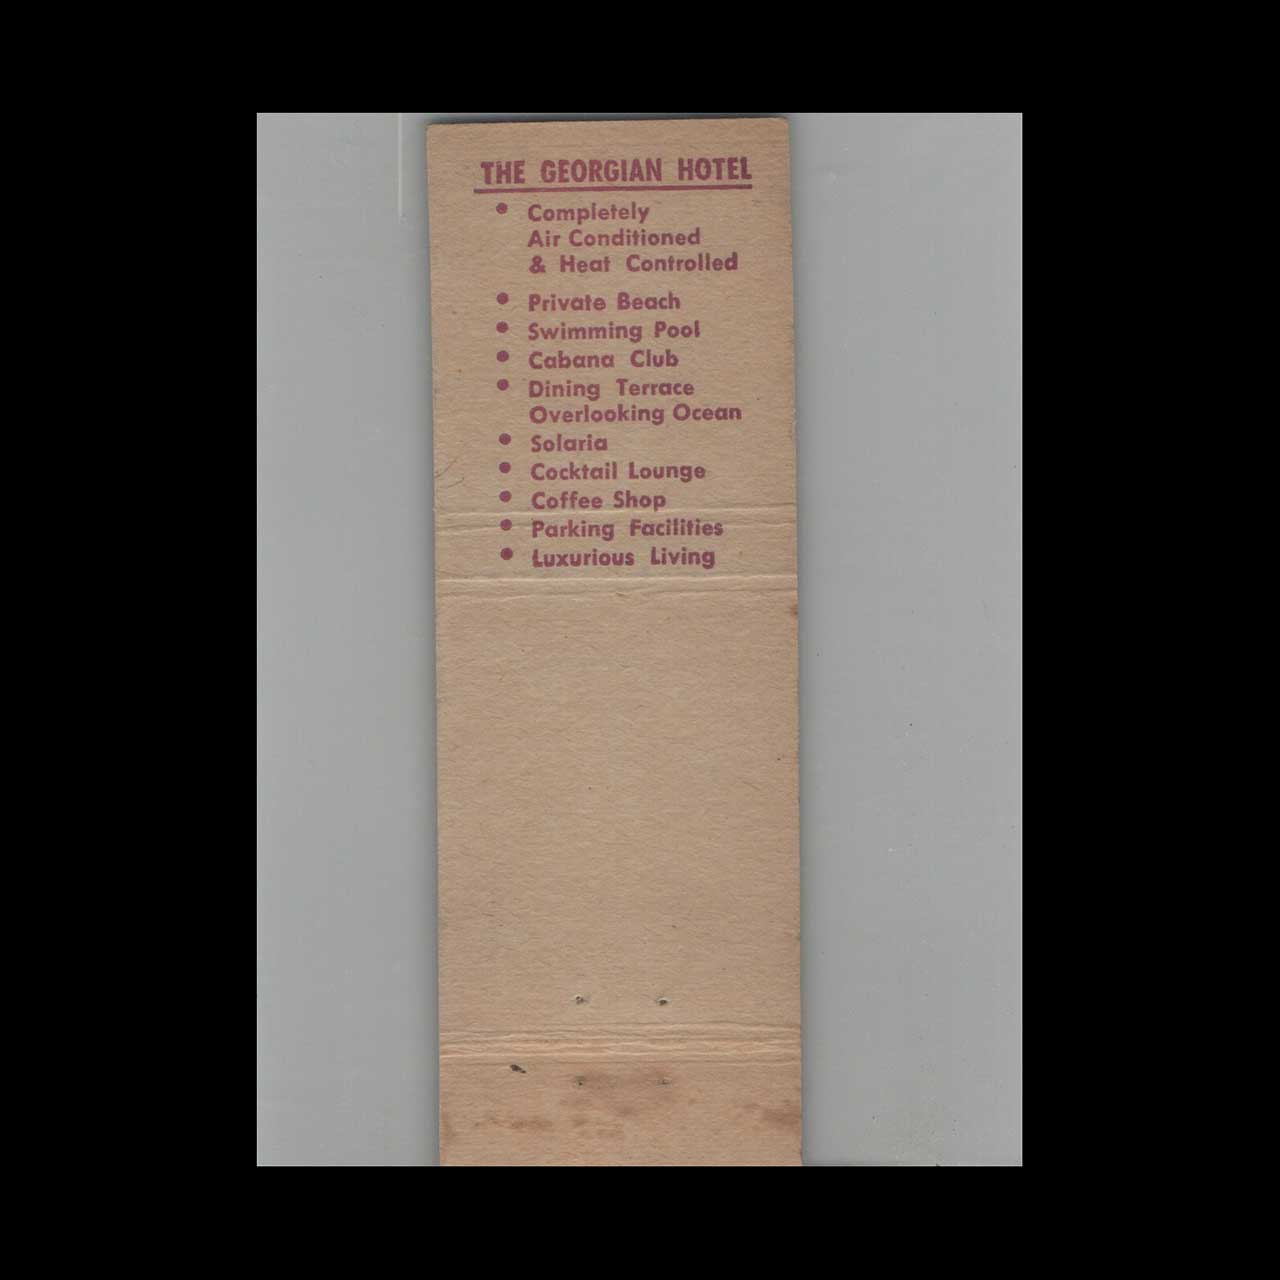 THE GEORGIAN HOTEL
• Completely
Air Conditioned
& Heat Controlled
• Private Beach
• Swimming Pool
• Cabana Club
• Dining Terrace
Overlooking Ocean
• Solaria
• Cocktail Lounge
• Coffee Shop
• Parking Facilities
• Luxurious Living